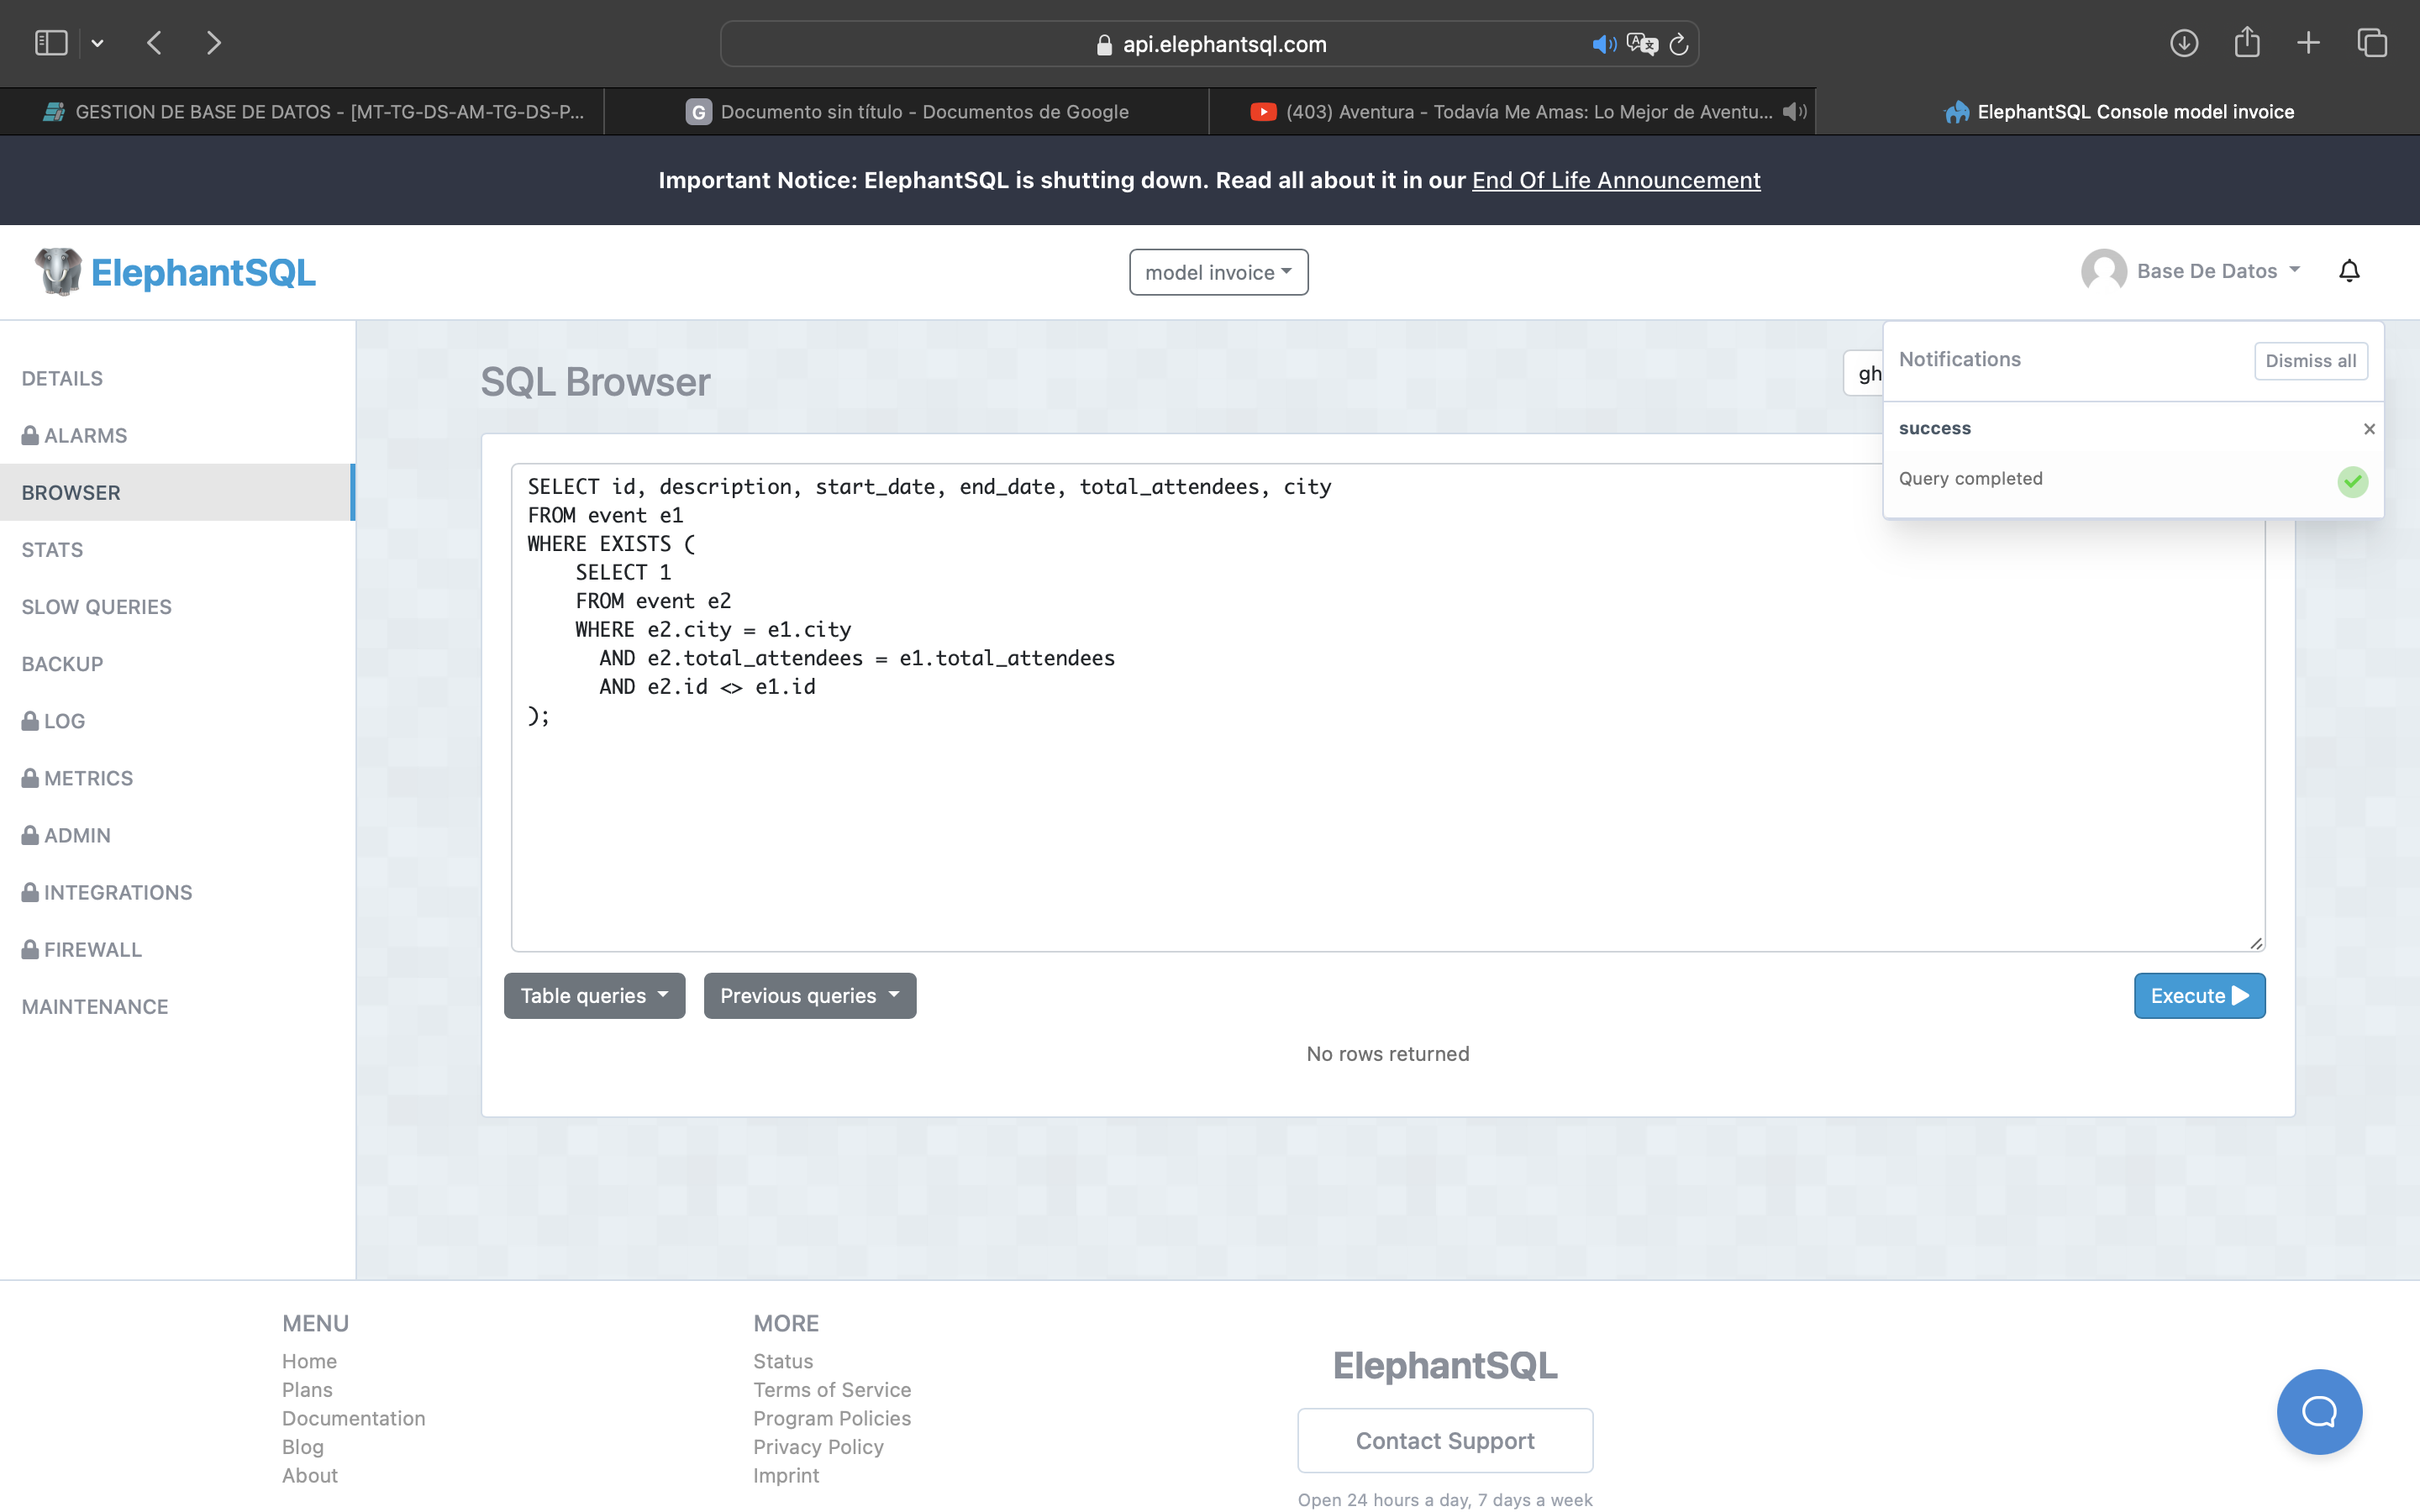 api.elephantsql.com
GESTION DE BASE DE DATOS - [MT-TG-DS-AM-TG-DS-P...
G Documento sin título - Documentos de Google
(403) Aventura - Todavía Me Amas: Lo Mejor de Aventu...
ElephantSQL Console model invoice
Important Notice: ElephantSQL is shutting down. Read all about it in our End Of Life Announcement
ElephantSQL
model invoice
Base De Datos
DETAILS
ALARMS
BROWSER
STATS
SLOW QUERIES
BACKUP
LOG
METRICS
ADMIN
INTEGRATIONS
FIREWALL
MAINTENANCE
SQL Browser
gh
Notifications
Dismiss all
success
×
Query completed
SELECT id, description, start_date, end_date, total_attendees, city
FROM event e1
WHERE EXISTS (
    SELECT 1
    FROM event e2
    WHERE e2.city = e1.city
      AND e2.total_attendees = e1.total_attendees
      AND e2.id <> e1.id
);
Table queries
Previous queries
Execute
No rows returned
MENU
Home
Plans
Documentation
Blog
About
MORE
Status
Terms of Service
Program Policies
Privacy Policy
Imprint
ElephantSQL
Contact Support
Open 24 hours a day, 7 days a week